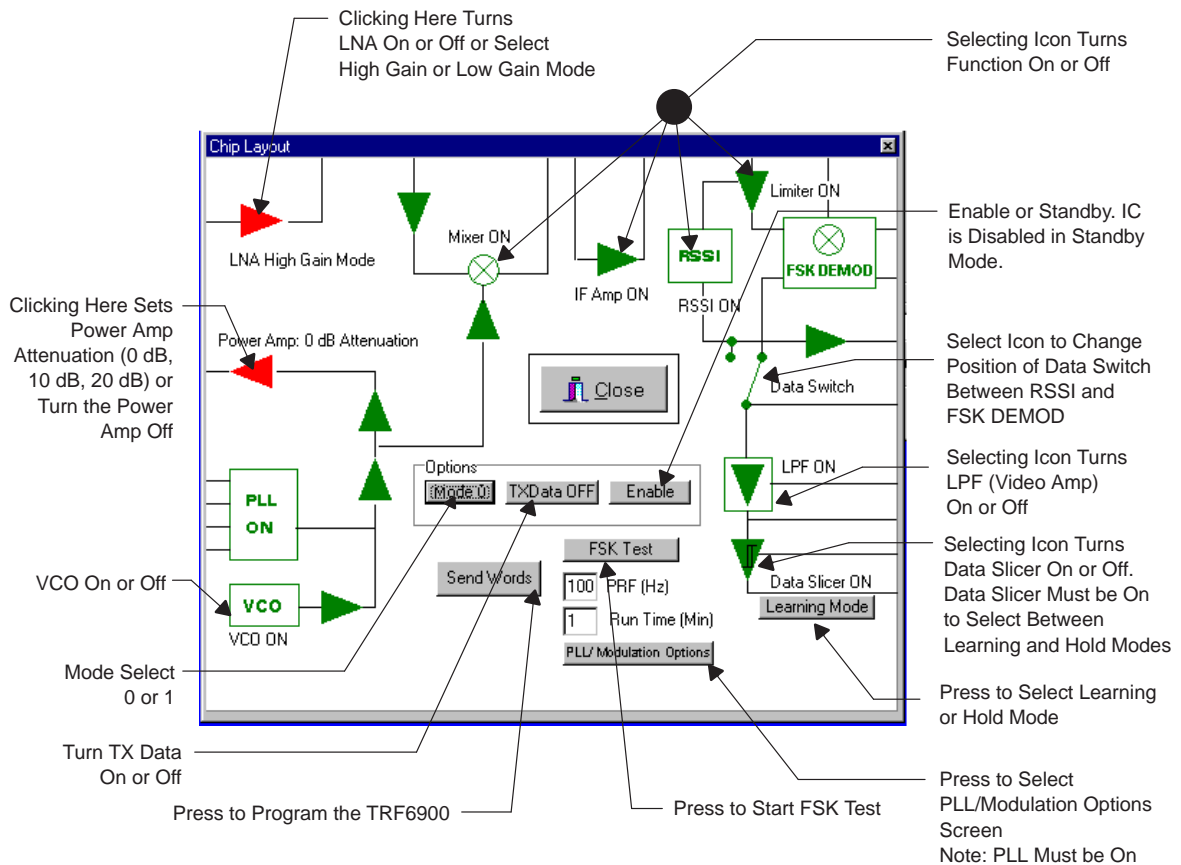 Clicking Here Turns
LNA On or Off or Select
High Gain or Low Gain Mode
Selecting Icon Turns
Function On or Off
Chip Layout
Limiter ON
Enable or Standby. IC
is Disabled in Standby
Mode.
Mixer ON
LNA High Gain Mode
RSSI
FSK DEMOD
IF Amp ON
RSSI ON
Clicking Here Sets
Power Amp
Attenuation (0 dB,
10 dB, 20 dB) or
Turn the Power
Amp Off
Power Amp: 0 dB Attenuation
Select Icon to Change
Position of Data Switch
Between RSSI and
FSK DEMOD
Close
Data Switch
Options
Mode 0
TXData OFF
Enable
LPF ON
Selecting Icon Turns
LPF (Video Amp)
On or Off
PLL
ON
FSK Test
Selecting Icon Turns
Data Slicer On or Off.
Data Slicer Must be On
to Select Between
Learning and Hold Modes
Send Words
100 PRF (Hz)
Data Slicer ON
Learning Mode
VCO On or Off
VCO
VCO ON
1 Run Time (Min)
PLL/ Modulation Options
Mode Select
0 or 1
Press to Select Learning
or Hold Mode
Turn TX Data
On or Off
Press to Program the TRF6900
Press to Start FSK Test
Press to Select
PLL/Modulation Options
Screen
Note: PLL Must be On